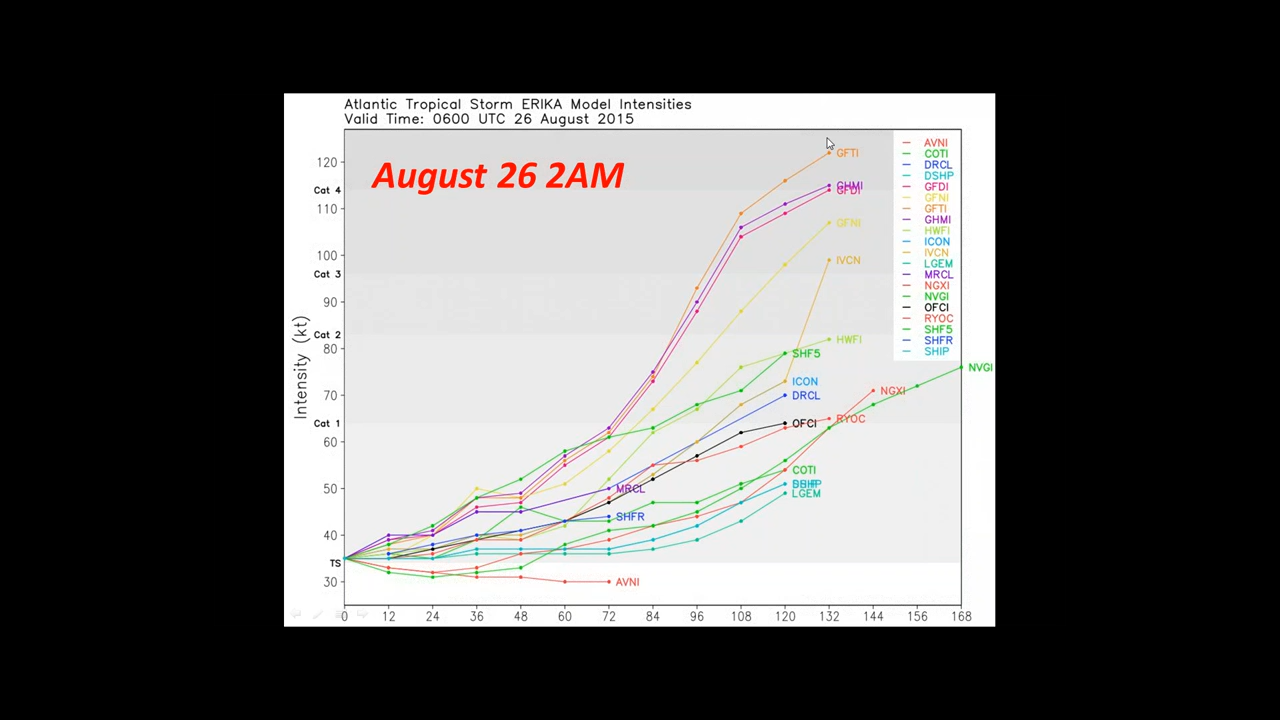 Atlantic Tropical Storm ERIKA Model Intensities
Valid Time: 0600 UTC 26 August 2015
August 26 2AM
Intensity (kt)
120
Cat 4
110
100
Cat 3
90
Cat 2
80
70
Cat 1
60
50
40
TS
30
0 12 24 36 48 60 72 84 96 108 120 132 144 156 168
GFTI
GHMI
GFDI
GFNI
IVCN
HWFI
SHF5
NVGI
ICON
NGXI
DRCL
RYOC
OFCI
COTI
MRCL
DSHP
LGEM
SHFR
AVNI
AVNI
COTI
DRCL
DSHP
GFDI
GFNI
GFTI
GHMI
HWFI
ICON
IVCN
LGEM
MRCL
NGXI
NVGI
OFCI
RYOC
SHF5
SHFR
SHIP